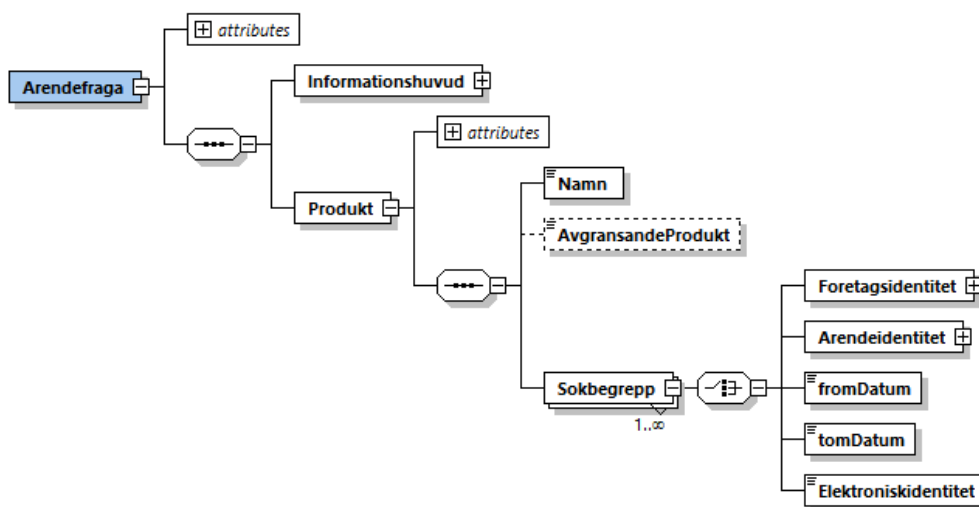 attributes
Arendefraga
Informationshuvud
attributes
Produkt
Namn
AvgransandeProdukt
Foretagsidentitet
Arendeidentitet
Sokbegrepp
fromDatum
1..∞
tomDatum
Elektroniskidentitet